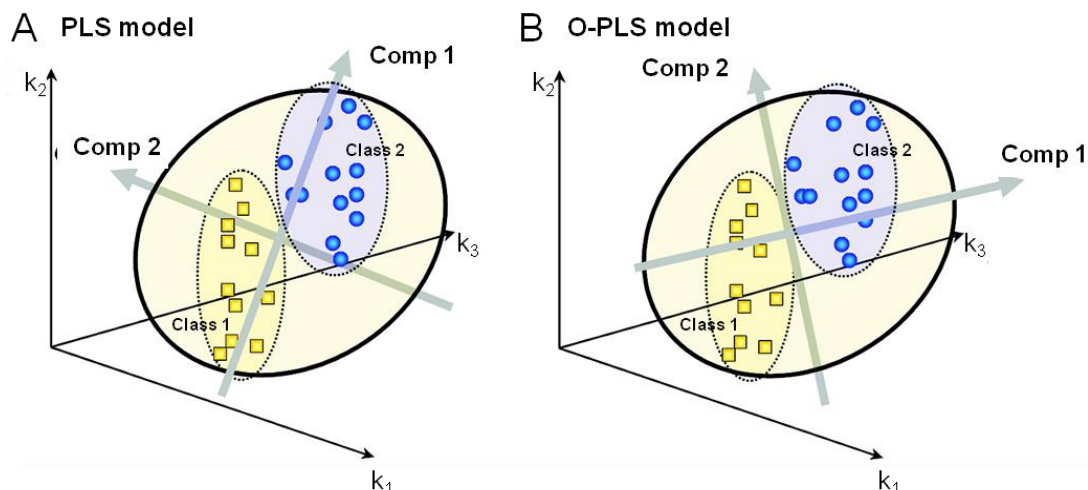 A PLS model
Comp 1
k2
Comp 2
Class 2
k3
Class 1
k1
B O-PLS model
Comp 2
k2
Class 2
Comp 1
k3
Class 1
k1